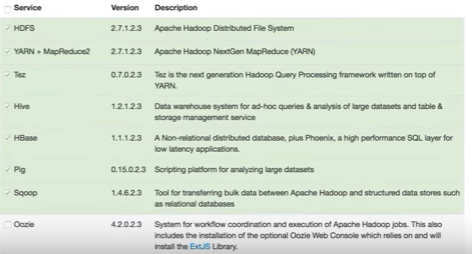 Service Version Description
HDFS 2.7.1.2.3 Apache Hadoop Distributed File System
YARN + MapReduce2 2.7.1.2.3 Apache Hadoop NextGen MapReduce (YARN)
Tez 0.7.0.2.3 Tez is the next generation Hadoop Query Processing framework written on top of
YARN.
Hive 1.2.1.2.3 Data warehouse system for ad-hoc queries & analysis of large datasets and table &
storage management service
HBase 1.1.1.2.3 A Non-relational distributed database, plus Phoenix, a high performance SQL layer for
low latency applications.
Pig 0.15.0.2.3 Scripting platform for analyzing large datasets
Sqoop 1.4.6.2.3 Tool for transferring bulk data between Apache Hadoop and structured data stores such
as relational databases
Oozie 4.2.0.2.3 System for workflow coordination and execution of Apache Hadoop jobs. This also
includes the installation of the optional Oozie Web Console which relies on and will
install the ExtJS Library.